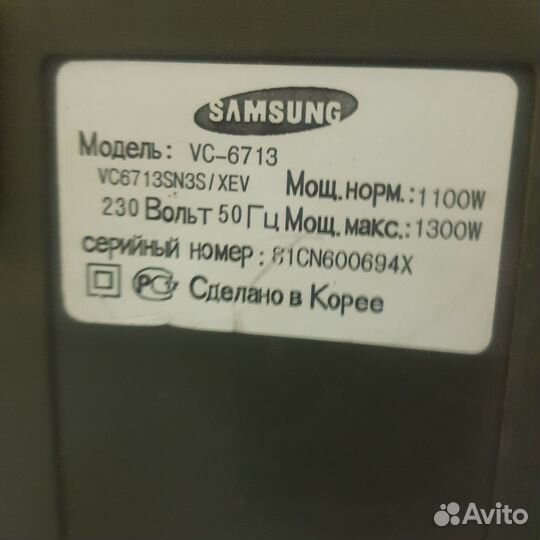 SAMSUNG
Модель: VC-6713
VC6713SN3S/XEV Мощ.норм.:1100W
230 Вольт 50 Гц Мощ.макс.:1300W
серийный номер : 81CN600694X
РС Сделано в Корее
Avito